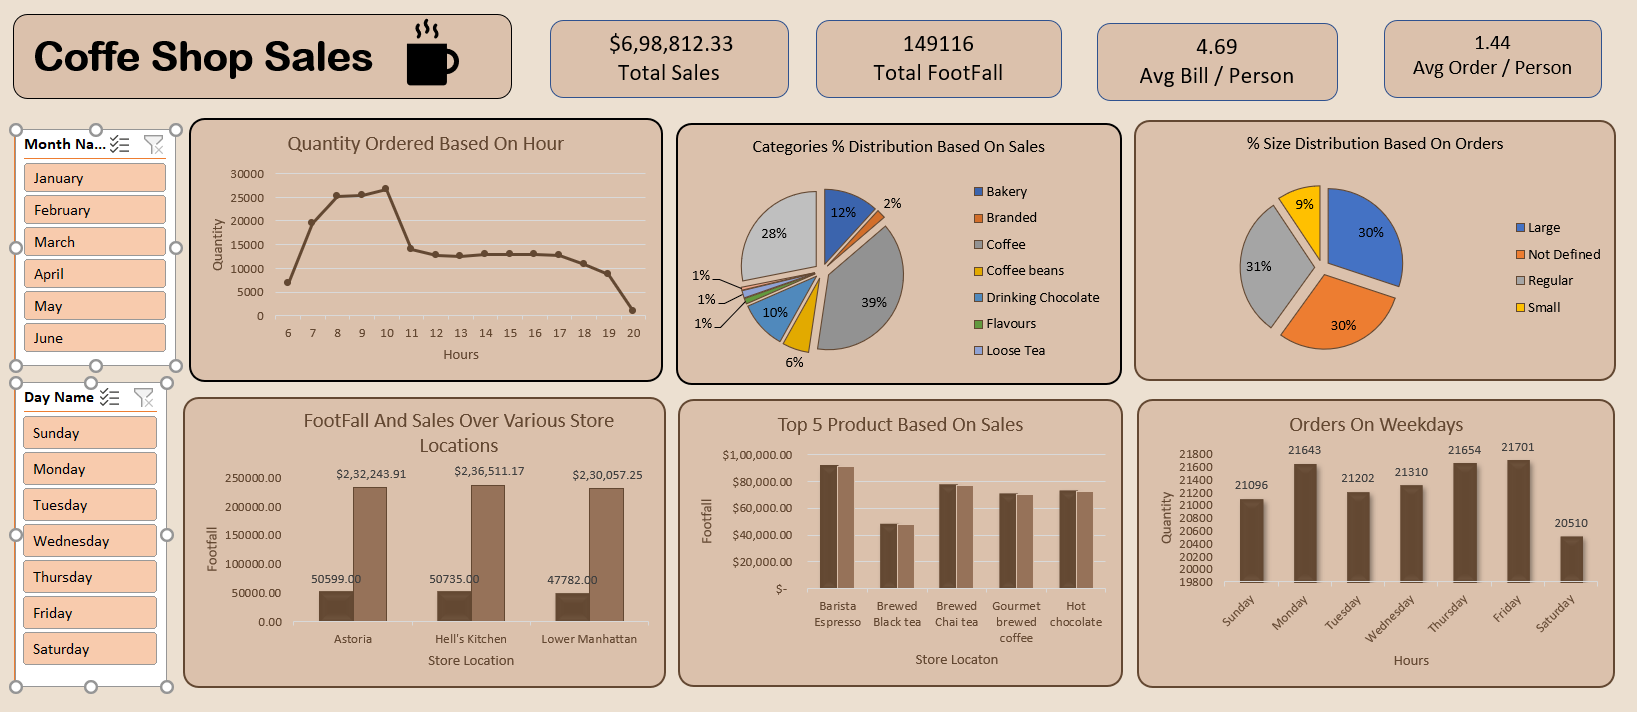 Coffe Shop Sales
$6,98,812.33
Total Sales
149116
Total FootFall
4.69
Avg Bill / Person
1.44
Avg Order / Person
Month Na...
January
February
March
April
May
June
Day Name
Sunday
Monday
Tuesday
Wednesday
Thursday
Friday
Saturday
Quantity Ordered Based On Hour
Quantity
30000
25000
20000
15000
10000
5000
0
6 7 8 9 10 11 12 13 14 15 16 17 18 19 20
Hours
Categories % Distribution Based On Sales
12%
2%
39%
6%
10%
1%
1%
1%
28%
Bakery
Branded
Coffee
Coffee beans
Drinking Chocolate
Flavours
Loose Tea
% Size Distribution Based On Orders
30%
30%
31%
9%
Large
Not Defined
Regular
Small
FootFall And Sales Over Various Store
Locations
Footfall
250000.00
200000.00
150000.00
100000.00
50000.00
0.00
$2,32,243.91
$2,36,511.17
$2,30,057.25
50599.00
50735.00
47782.00
Astoria
Hell's Kitchen
Lower Manhattan
Store Location
Top 5 Product Based On Sales
Footfall
$1,00,000.00
$80,000.00
$60,000.00
$40,000.00
$20,000.00
$-
Barista
Espresso
Brewed
Black tea
Brewed
Chai tea
Gourmet
brewed
coffee
Hot
chocolate
Store Locaton
Orders On Weekdays
Quantity
21800
21600
21400
21200
21000
20800
20600
20400
20200
20000
19800
21096
21643
21202
21310
21654
21701
20510
Sunday
Monday
Tuesday
Wednesday
Thursday
Friday
Saturday
Hours